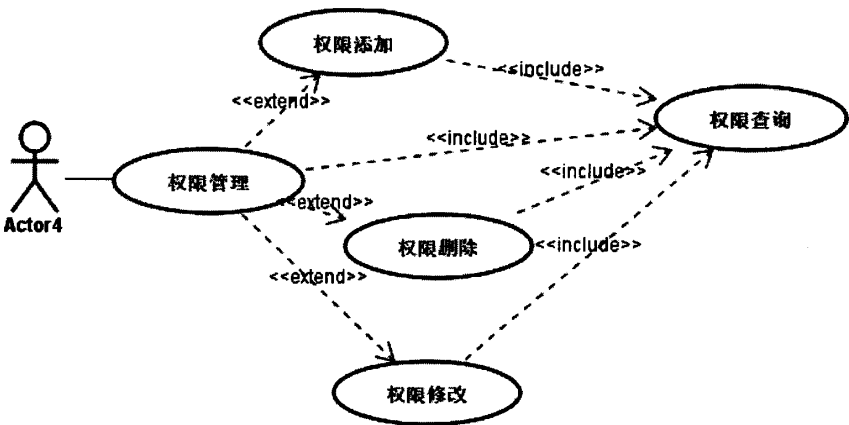 权限添加
<<include>>
<<extend>>
权限查询
<<include>>
<<include>>
权限管理
<<extend>>
Actor4
权限删除
<<include>>
<<extend>>
权限修改